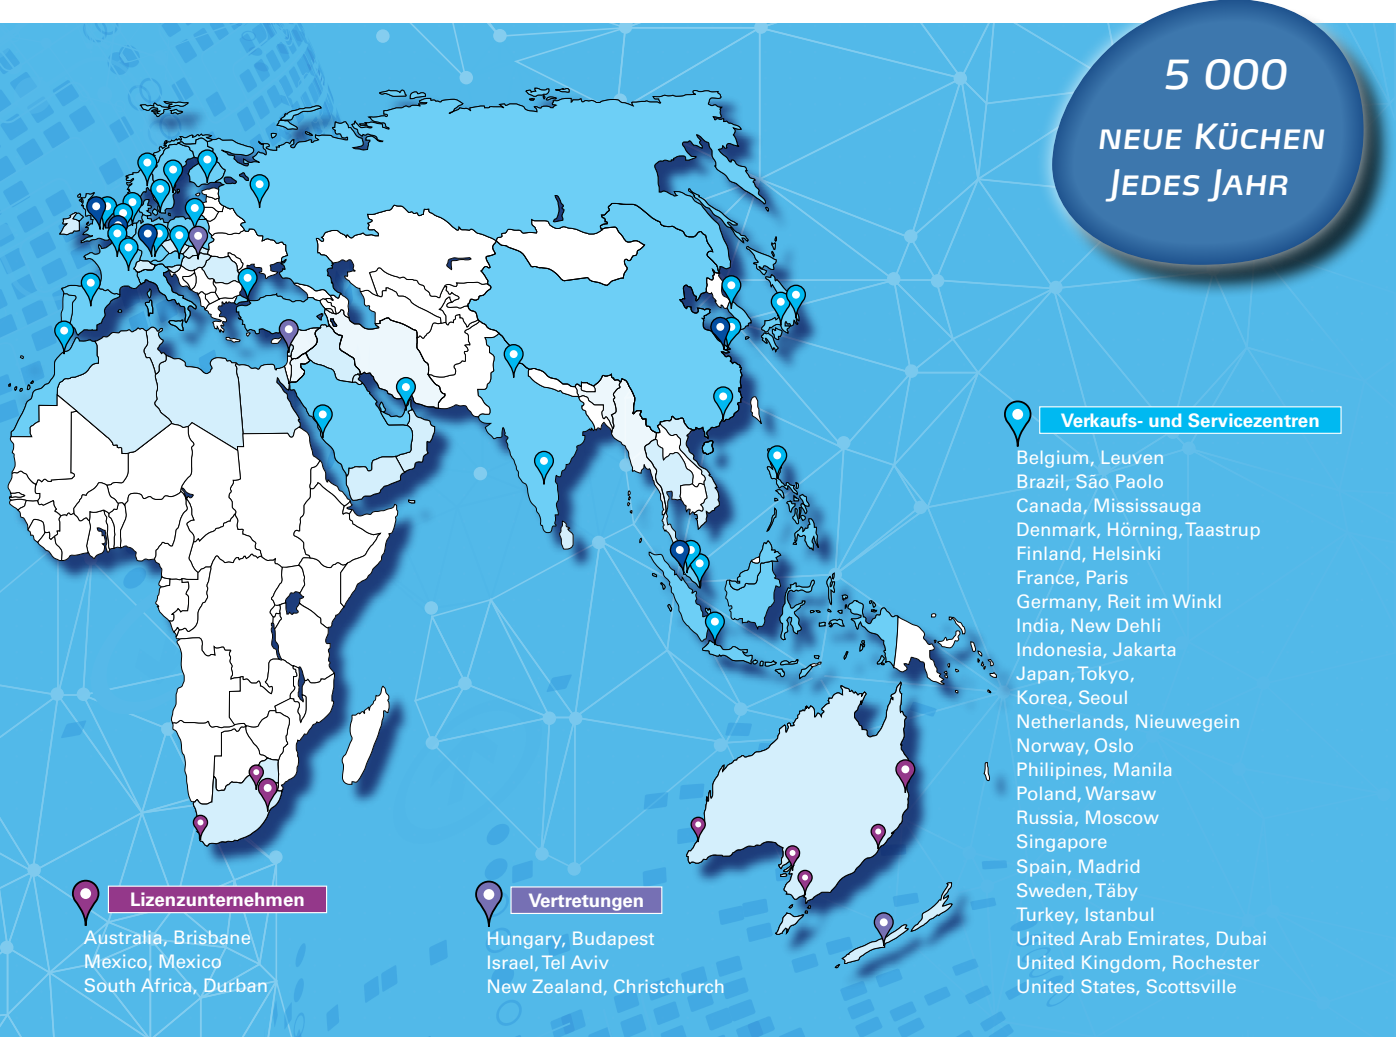 5 000
NEUE KÜCHEN
JEDES JAHR
Verkaufs- und Servicezentren
Belgium, Leuven
Brazil, São Paolo
Canada, Mississauga
Denmark, Hörning, Taastrup
Finland, Helsinki
France, Paris
Germany, Reit im Winkl
India, New Dehli
Indonesia, Jakarta
Japan, Tokyo,
Korea, Seoul
Netherlands, Nieuwegein
Norway, Oslo
Philipines, Manila
Poland, Warsaw
Russia, Moscow
Singapore
Spain, Madrid
Sweden, Täby
Turkey, Istanbul
United Arab Emirates, Dubai
United Kingdom, Rochester
United States, Scottsville
Lizenzunternehmen
Australia, Brisbane
Mexico, Mexico
South Africa, Durban
Vertretungen
Hungary, Budapest
Israel, Tel Aviv
New Zealand, Christchurch